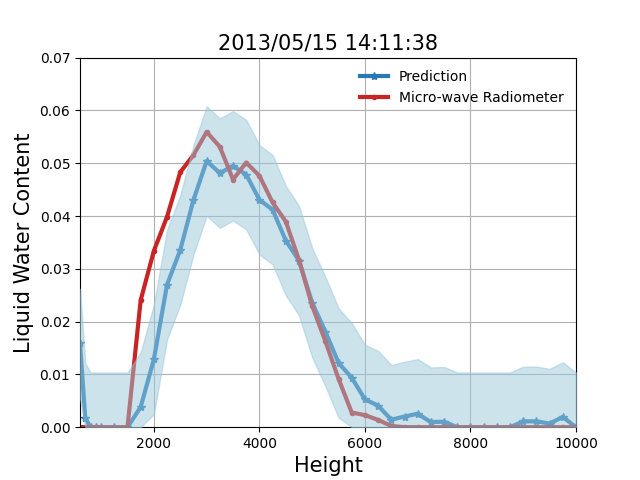 2013/05/15 14:11:38
Prediction
Micro-wave Radiometer
Liquid Water Content
0.07
0.06
0.05
0.04
0.03
0.02
0.01
0.00
2000 4000 6000 8000 10000
Height